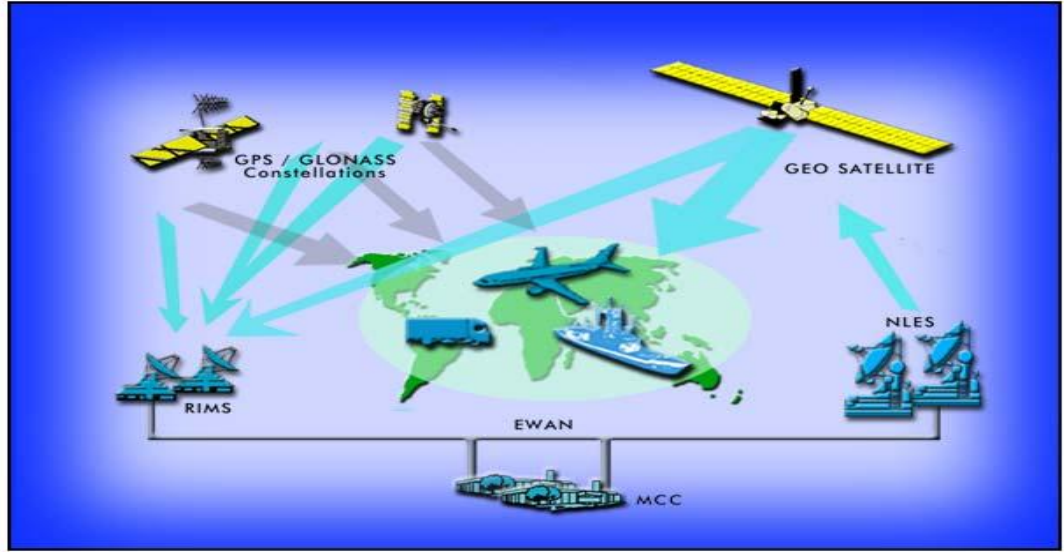 GPS / GLONASS
Constellations
GEO SATELLITE
NLES
RIMS
EWAN
MCC